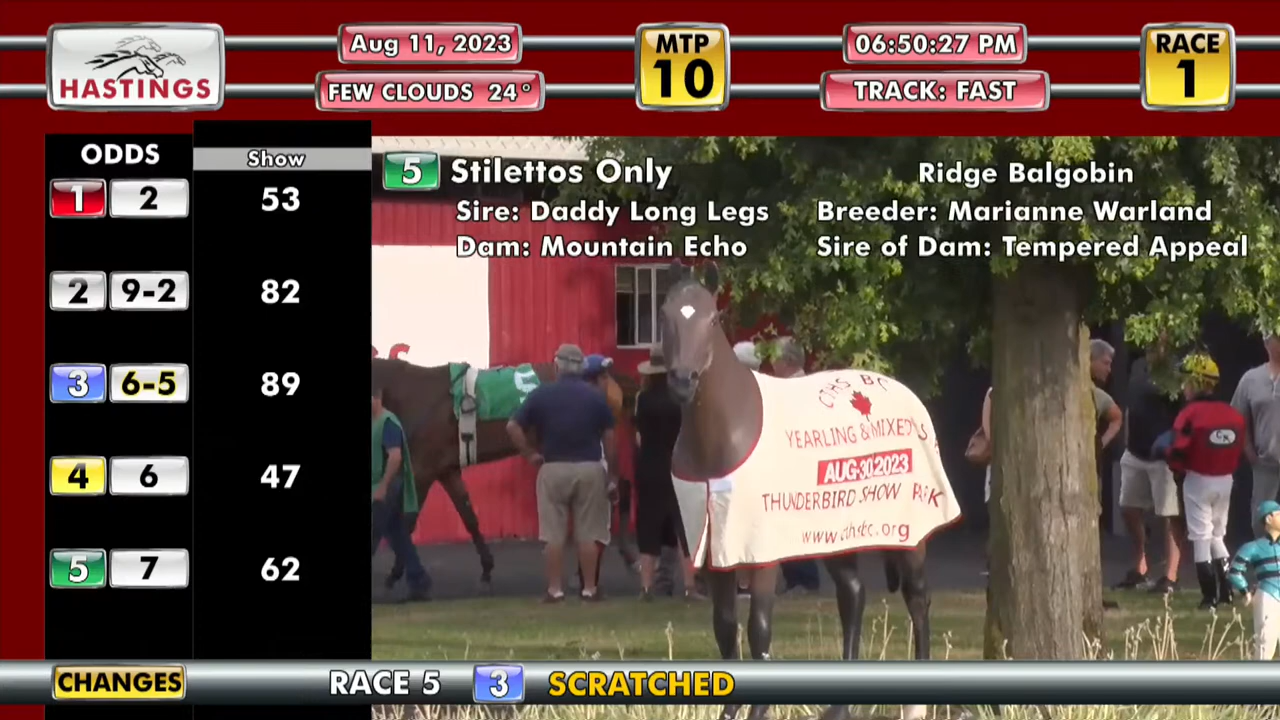 HASTINGS
Aug 11, 2023
FEW CLOUDS 24°
MTP
10
06:50:27 PM
TRACK: FAST
RACE
1
ODDS
Show
1 2 53
2 9-2 82
3 6-5 89
4 6 47
5 7 62
5 Stilettos Only
Ridge Balgobin
Sire: Daddy Long Legs
Breeder: Marianne Warland
Dam: Mountain Echo
Sire of Dam: Tempered Appeal
5
CTHS BC
YEARLING & MIXED
AUG-30-2023
THUNDERBIRD SHOW PARK
www.cthsbc.org
CHANGES
RACE 5 3 SCRATCHED